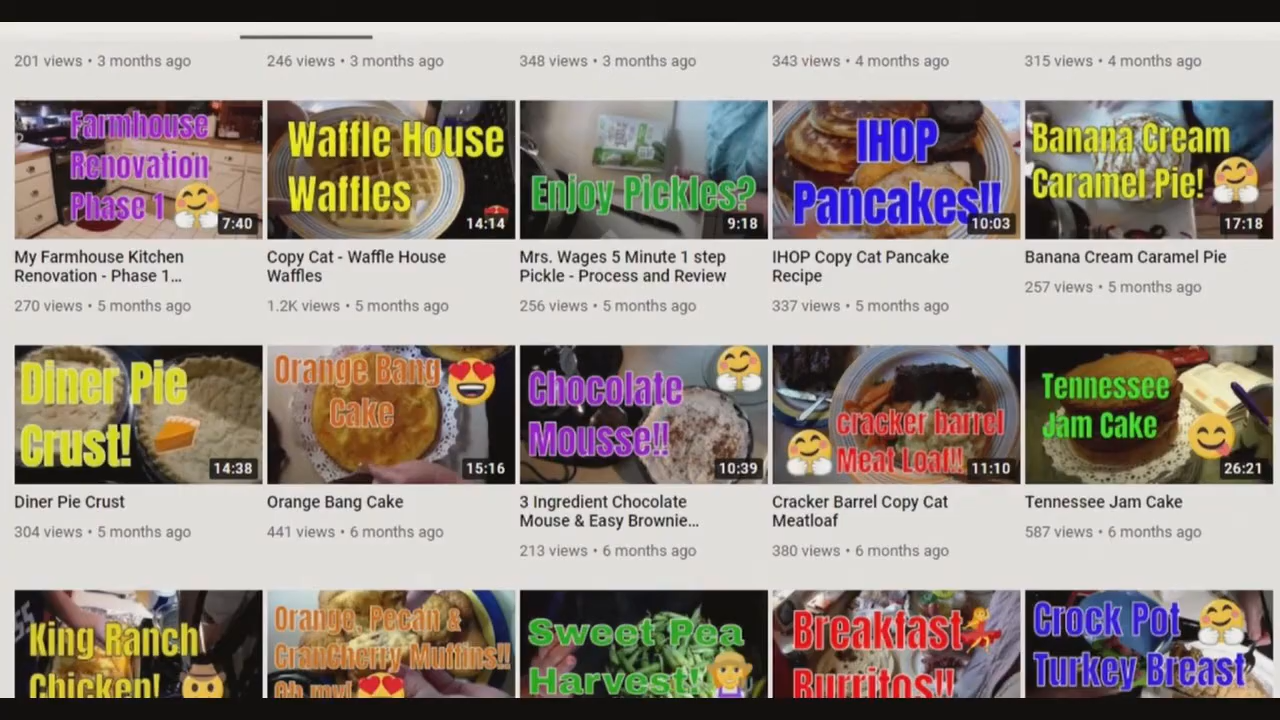 201 views • 3 months ago
246 views • 3 months ago
348 views • 3 months ago
343 views • 4 months ago
315 views • 4 months ago
Farmhouse
Renovation
Phase 1
7:40
Waffle House
Waffles
14:14
Enjoy Pickles?
9:18
IHOP
Pancakes!!
10:03
Banana Cream
Caramel Pie!
17:18
My Farmhouse Kitchen
Renovation - Phase 1...
270 views • 5 months ago
Copy Cat - Waffle House
Waffles
1.2K views • 5 months ago
Mrs. Wages 5 Minute 1 step
Pickle - Process and Review
256 views • 5 months ago
IHOP Copy Cat Pancake
Recipe
337 views • 5 months ago
Banana Cream Caramel Pie
257 views • 5 months ago
Diner Pie
Crust!
14:38
Orange Bang
Cake
15:16
Chocolate
Mousse!!
10:39
cracker barrel
Meat Loaf!!
11:10
Tennessee
Jam Cake
26:21
Diner Pie Crust
304 views • 5 months ago
Orange Bang Cake
441 views • 6 months ago
3 Ingredient Chocolate
Mouse & Easy Brownie...
213 views • 6 months ago
Cracker Barrel Copy Cat
Meatloaf
380 views • 6 months ago
Tennessee Jam Cake
587 views • 6 months ago
King Ranch
Chicken!
Orange, Pecan &
CranCherry Muffins!!
Oh my!
Sweet Pea
Harvest!
Breakfast
Burritos!!
Crock Pot
Turkey Breast